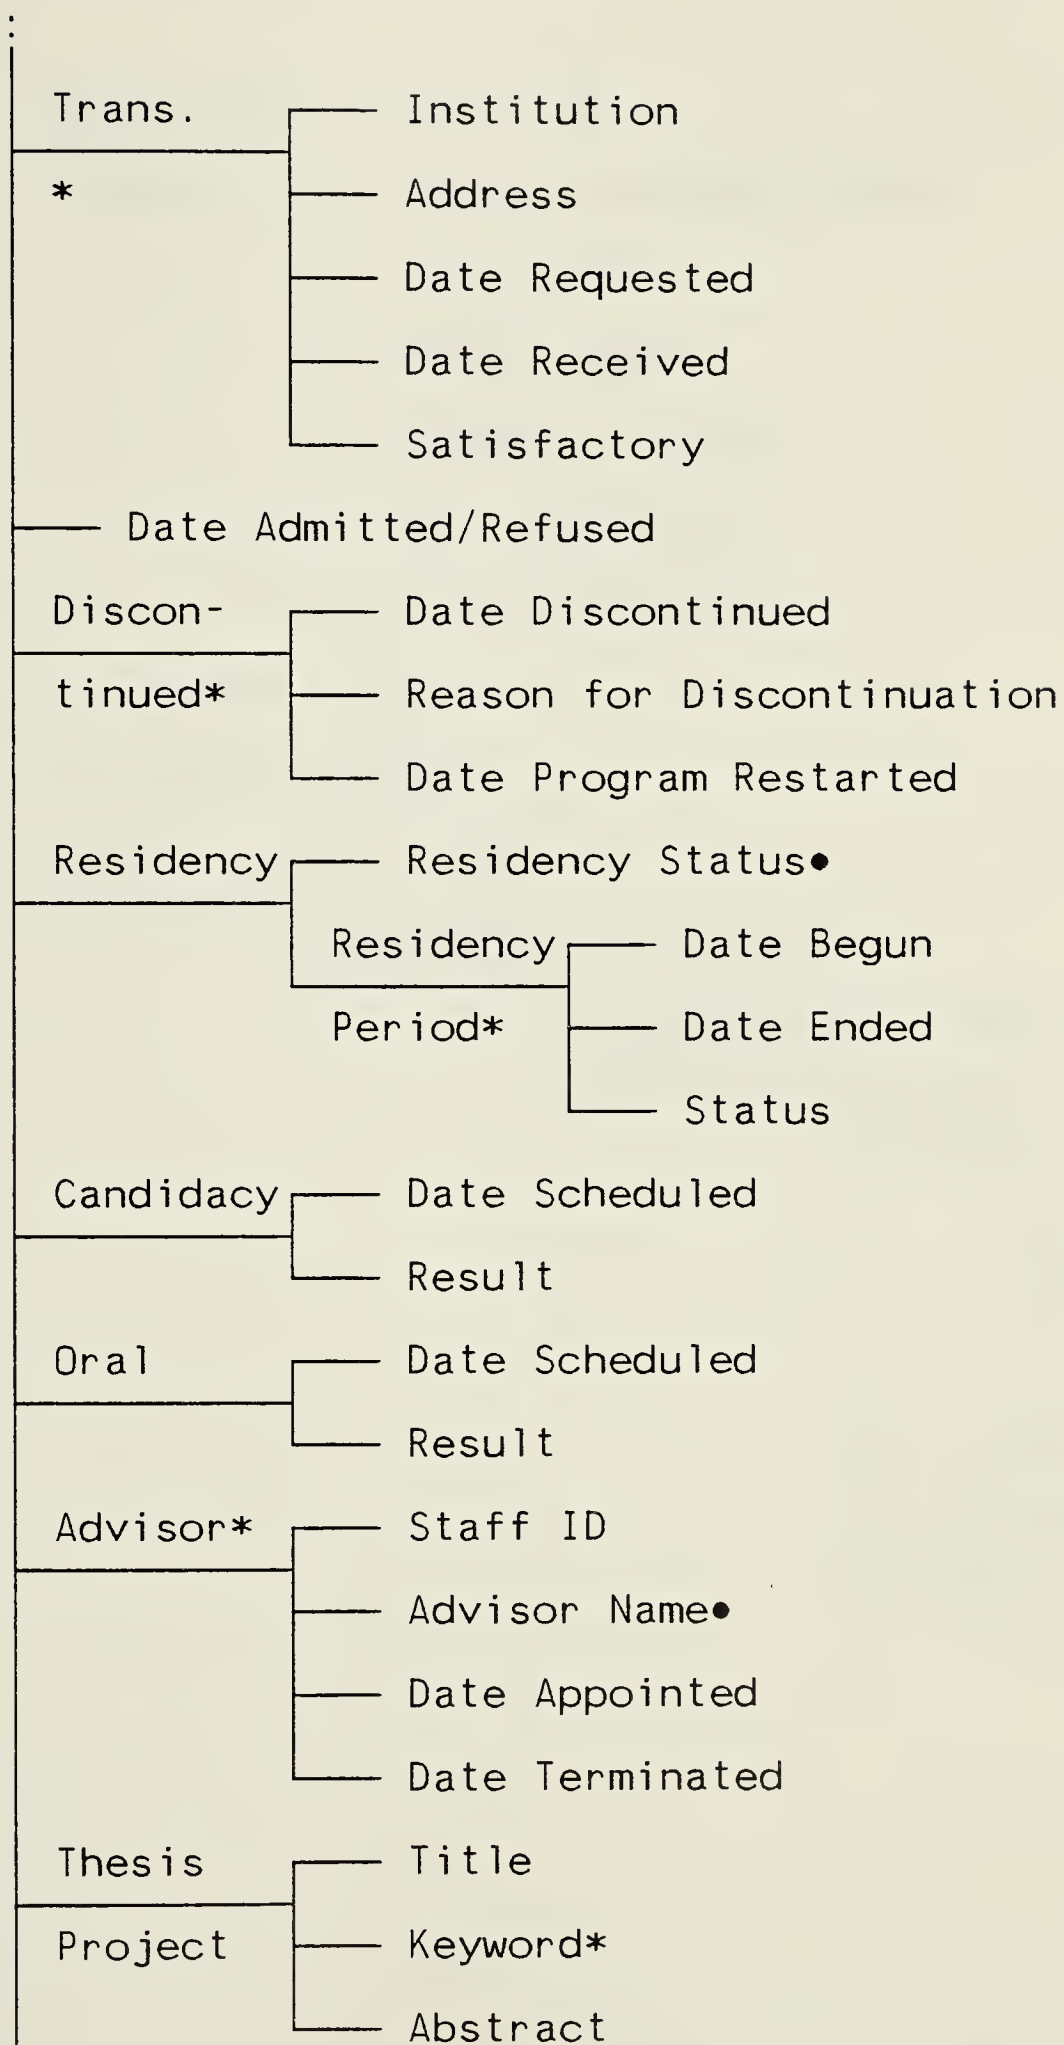 Trans.
Institution
*
Address
Date Requested
Date Received
Satisfactory
Date Admitted/Refused
Discon-
Date Discontinued
tinued*
Reason for Discontinuation
Date Program Restarted
Residency
Residency Status•
Residency
Date Begun
Period*
Date Ended
Status
Candidacy
Date Scheduled
Result
Oral
Date Scheduled
Result
Advisor*
Staff ID
Advisor Name•
Date Appointed
Date Terminated
Thesis
Title
Project
Keyword*
Abstract